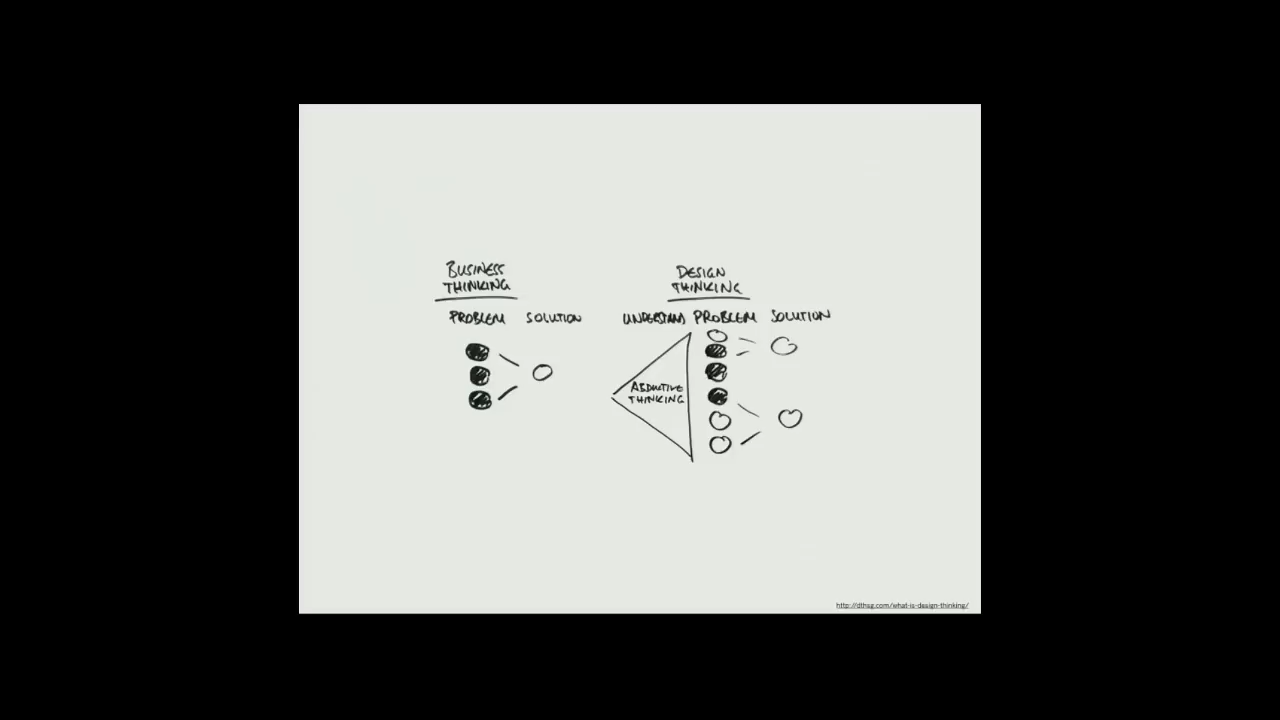 BUSINESS
THINKING
PROBLEM SOLUTION
DESIGN
THINKING
UNDERSTAND PROBLEM SOLUTION
ABDUCTIVE
THINKING
http://dthsg.com/what-is-design-thinking/